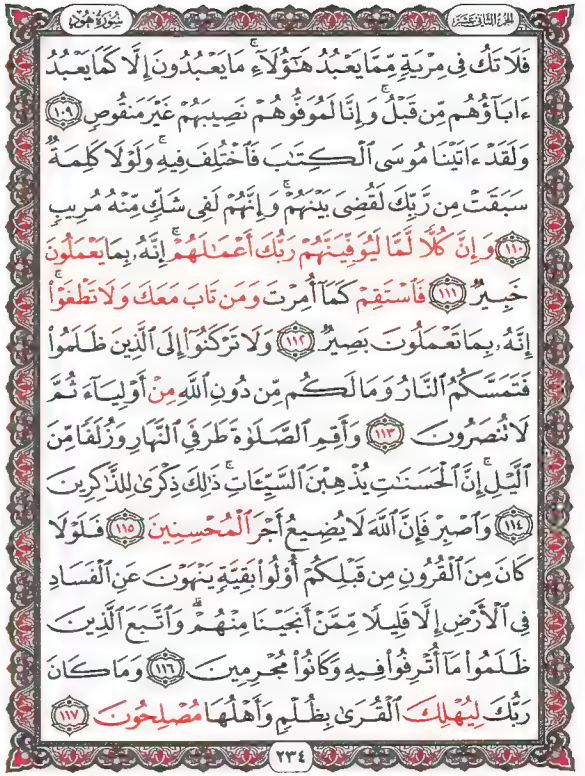 الجزء الثاني عشر
سورة هود
فَلَا تَكُ فِى مِرْيَةٍ مِّمَّا يَعْبُدُ هَٰٓؤُلَآءِ ۚ مَا يَعْبُدُونَ إِلَّا كَمَا يَعْبُدُ
ءَابَآؤُهُم مِّن قَبْلُ ۚ وَإِنَّا لَمُوَفُّوهُمْ نَصِيبَهُمْ غَيْرَ مَنقُوصٍ ١٠٩
وَلَقَدْ ءَاتَيْنَا مُوسَى ٱلْكِتَٰبَ فَٱخْتُلِفَ فِيهِ ۚ وَلَوْلَا كَلِمَةٌ
سَبَقَتْ مِن رَّبِّكَ لَقُضِىَ بَيْنَهُمْ ۚ وَإِنَّهُمْ لَفِى شَكٍّ مِّنْهُ مُرِيبٍ
١١٠ وَإِنَّ كُلًّا لَّمَّا لَيُوَفِّيَنَّهُمْ رَبُّكَ أَعْمَٰلَهُمْ ۚ إِنَّهُۥ بِمَا يَعْمَلُونَ
خَبِيرٌ ١١١ فَٱسْتَقِمْ كَمَآ أُمِرْتَ وَمَن تَابَ مَعَكَ وَلَا تَطْغَوْا۟ ۚ
إِنَّهُۥ بِمَا تَعْمَلُونَ بَصِيرٌ ١١٢ وَلَا تَرْكَنُوٓا۟ إِلَى ٱلَّذِينَ ظَلَمُوا۟
فَتَمَسَّكُمُ ٱلنَّارُ وَمَا لَكُم مِّن دُونِ ٱللَّهِ مِنْ أَوْلِيَآءَ ثُمَّ
لَا تُنصَرُونَ ١١٣ وَأَقِمِ ٱلصَّلَوٰةَ طَرَفَىِ ٱلنَّهَارِ وَزُلَفًا مِّنَ
ٱلَّيْلِ ۚ إِنَّ ٱلْحَسَنَٰتِ يُذْهِبْنَ ٱلسَّيِّـَٔاتِ ۚ ذَٰلِكَ ذِكْرَىٰ لِلذَّٰكِرِينَ
١١٤ وَٱصْبِرْ فَإِنَّ ٱللَّهَ لَا يُضِيعُ أَجْرَ ٱلْمُحْسِنِينَ ١١٥ فَلَوْلَا
كَانَ مِنَ ٱلْقُرُونِ مِن قَبْلِكُمْ أُو۟لُوا۟ بَقِيَّةٍ يَنْهَوْنَ عَنِ ٱلْفَسَادِ
فِى ٱلْأَرْضِ إِلَّا قَلِيلًا مِّمَّنْ أَنجَيْنَا مِنْهُمْ ۗ وَٱتَّبَعَ ٱلَّذِينَ
ظَلَمُوا۟ مَآ أُتْرِفُوا۟ فِيهِ وَكَانُوا۟ مُجْرِمِينَ ١١٦ وَمَا كَانَ
رَبُّكَ لِيُهْلِكَ ٱلْقُرَىٰ بِظُلْمٍ وَأَهْلُهَا مُصْلِحُونَ ١١٧
٢٣٤